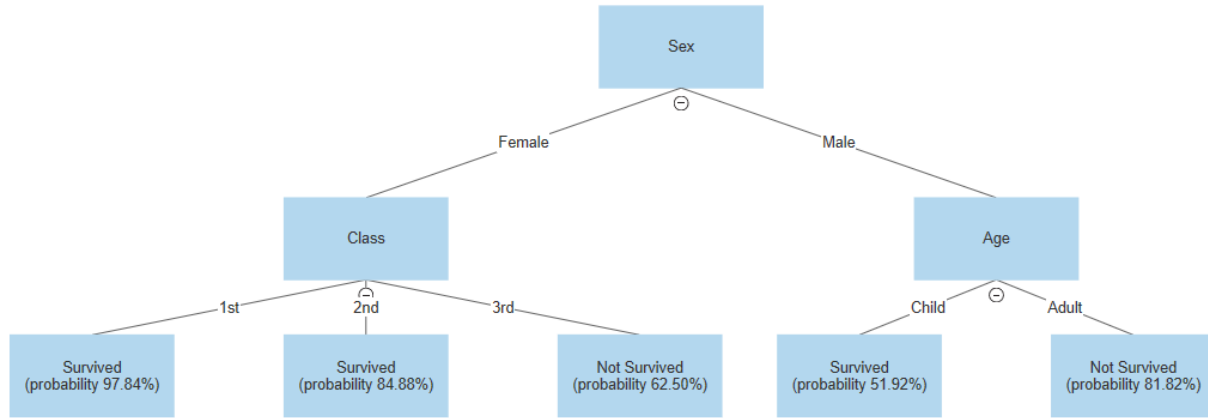 Sex
Female
Male
Class
Age
1st
2nd
3rd
Child
Adult
Survived
(probability 97.84%)
Survived
(probability 84.88%)
Not Survived
(probability 62.50%)
Survived
(probability 51.92%)
Not Survived
(probability 81.82%)